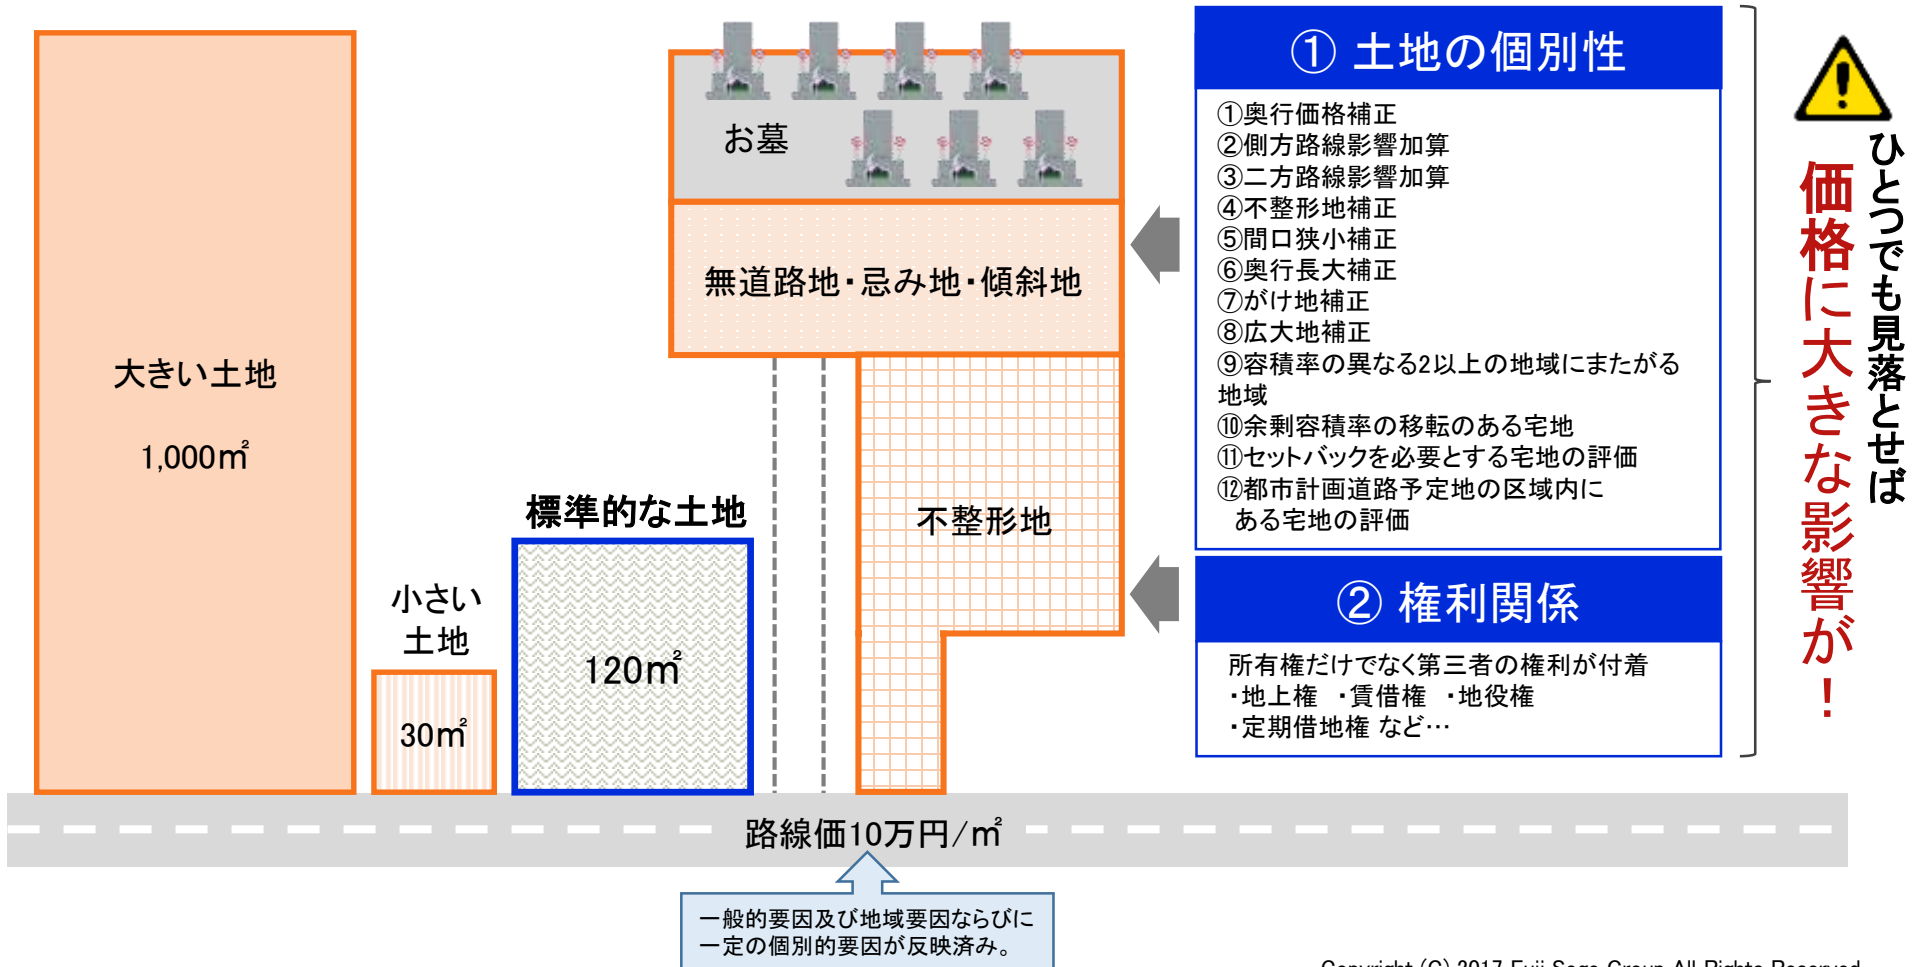 大きい土地
1,000㎡
小さい
土地
30㎡
標準的な土地
120㎡
お墓
無道路地・忌み地・傾斜地
不整形地
路線価10万円/㎡
一般的要因及び地域要因ならびに
一定の個別的要因が反映済み。
① 土地の個別性
①奥行価格補正
②側方路線影響加算
③二方路線影響加算
④不整形地補正
⑤間口狭小補正
⑥奥行長大補正
⑦がけ地補正
⑧広大地補正
⑨容積率の異なる2以上の地域にまたがる
地域
⑩余剰容積率の移転のある宅地
⑪セットバックを必要とする宅地の評価
⑫都市計画道路予定地の区域内に
ある宅地の評価
② 権利関係
所有権だけでなく第三者の権利が付着
・地上権 ・賃借権 ・地役権
・定期借地権 など…
ひとつでも見落とせば
価格に大きな影響が！
Copyright (C) 2017 Fuji Sogo Group All Rights Reserved